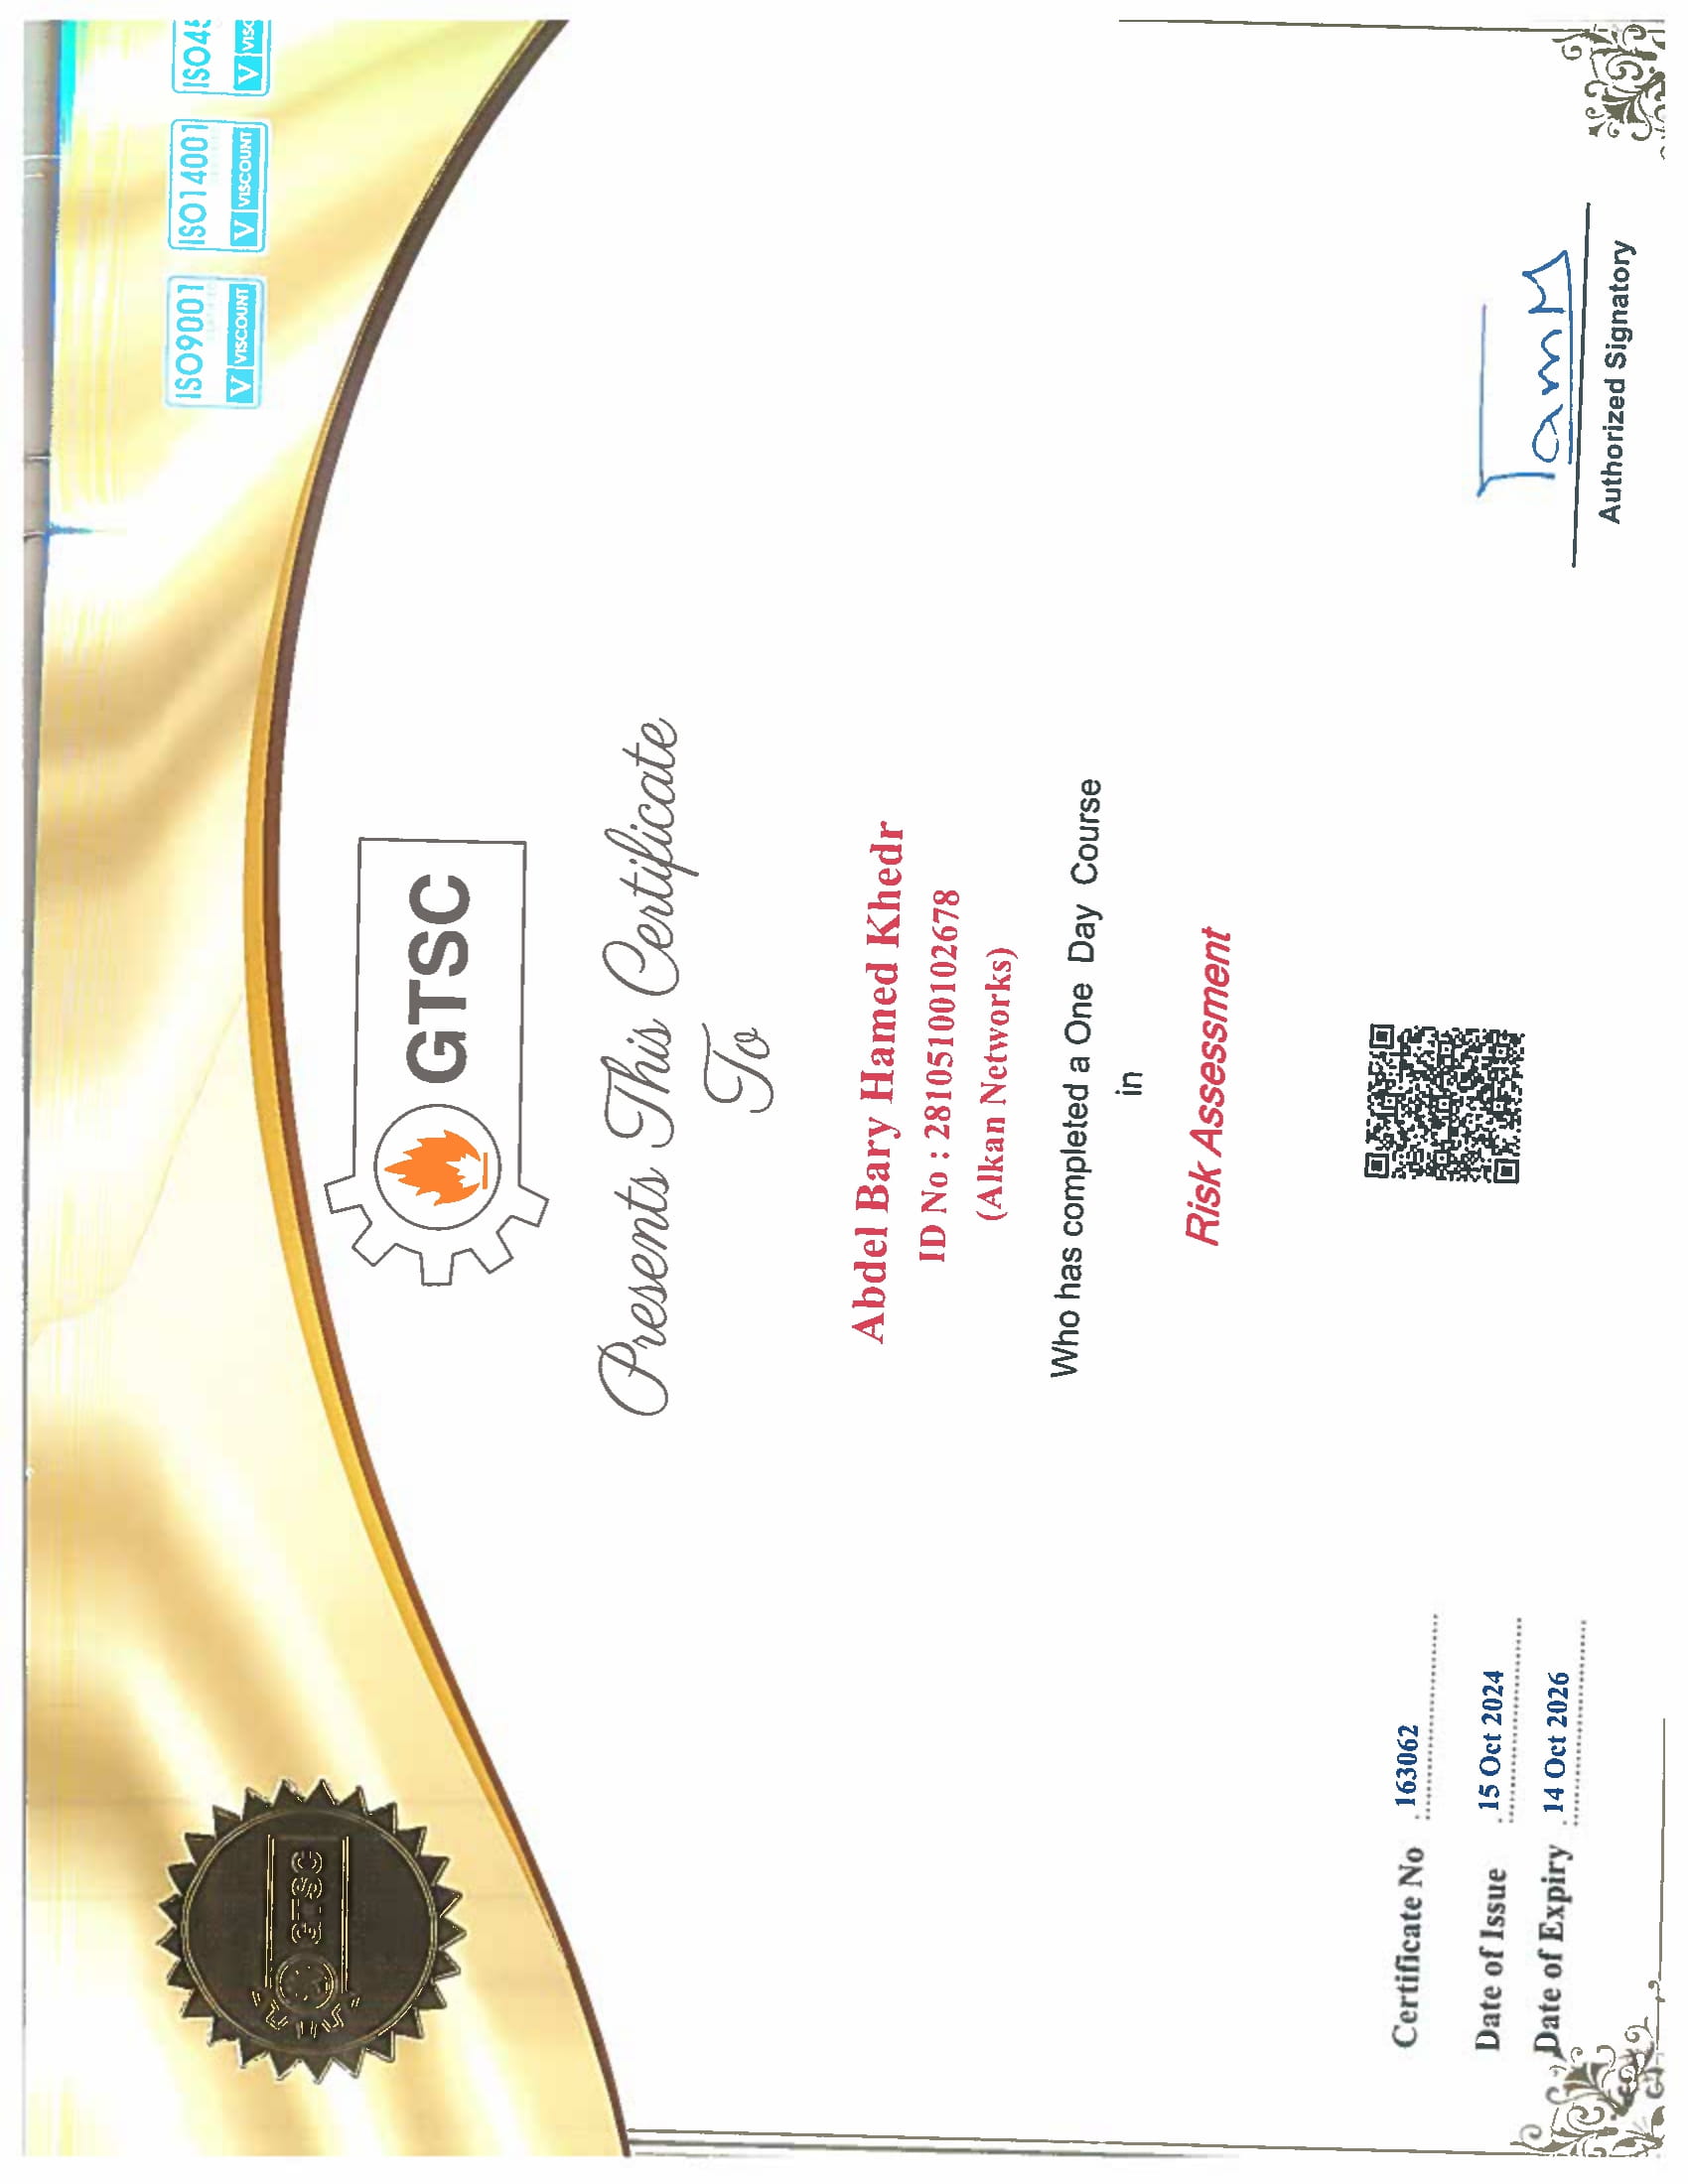 ISO9001
V VISCOUNT
ISO14001
V VISCOUNT
ISO45
V VISC
GTSC
GTSC
Presents This Certificate
To
Abdel Bary Hamed Khedr
ID No : 28105100102678
(Alkan Networks)
Who has completed a One Day Course
in
Risk Assessment
Certificate No 163062
Date of Issue 15 Oct 2024
Date of Expiry 14 Oct 2026
Authorized Signatory